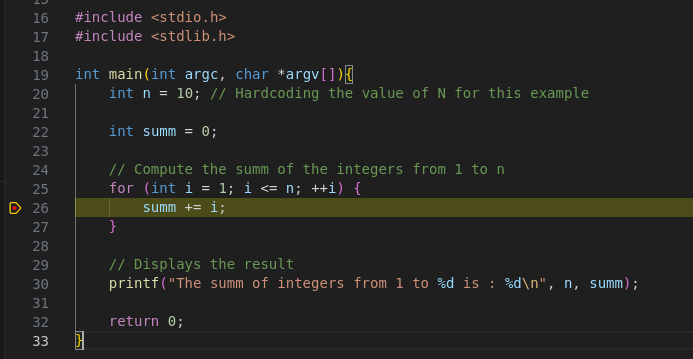 16 #include <stdio.h>
17 #include <stdlib.h>
18
19 int main(int argc, char *argv[]){
20     int n = 10; // Hardcoding the value of N for this example
21
22     int summ = 0;
23
24     // Compute the summ of the integers from 1 to n
25     for (int i = 1; i <= n; ++i) {
26         summ += i;
27     }
28
29     // Displays the result
30     printf("The summ of integers from 1 to %d is : %d\n", n, summ);
31
32     return 0;
33 }